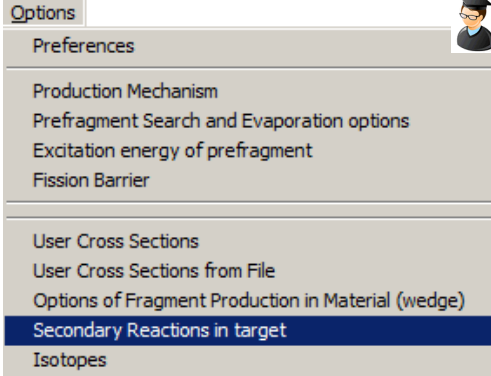 Options
Preferences
Production Mechanism
Prefragment Search and Evaporation options
Excitation energy of prefragment
Fission Barrier
User Cross Sections
User Cross Sections from File
Options of Fragment Production in Material (wedge)
Secondary Reactions in target
Isotopes